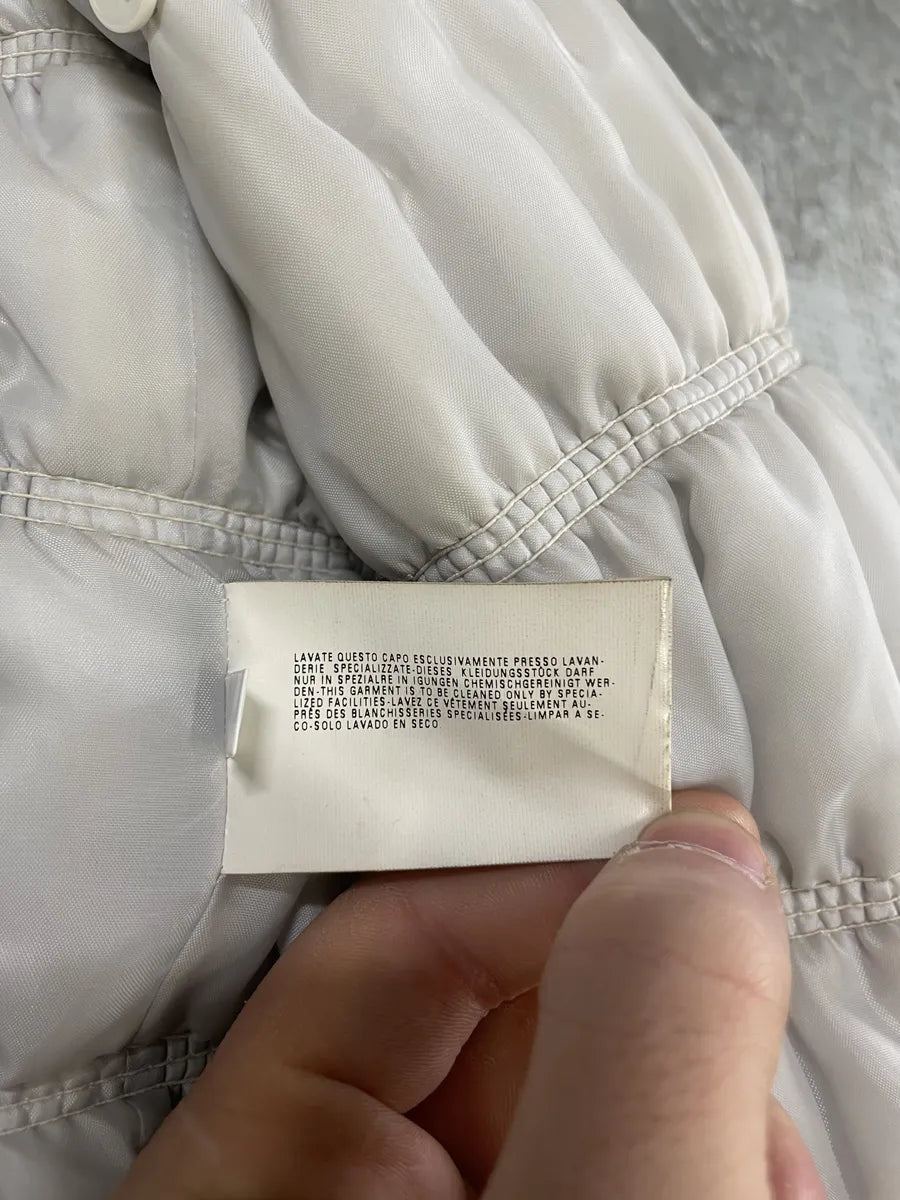 LAVATE QUESTO CAPO ESCLUSIVAMENTE PRESSO LAVAN-
DERIE SPECIALIZZATE-DIESES KLEIDUNGSSTÖCK DARF
NUR IN SPEZIALRE IN IGUNGEN CHEMISCHGEREINIGT WER-
DEN-THIS GARMENT IS TO BE CLEANED ONLY BY SPECIA-
LIZED FACILITIES-LAVEZ CE VÊTEMENT SEULEMENT AU-
PRÉS DES BLANCHISSERIES SPECIALISÉES-LIMPAR A SE-
CO-SOLO LAVADO EN SECO